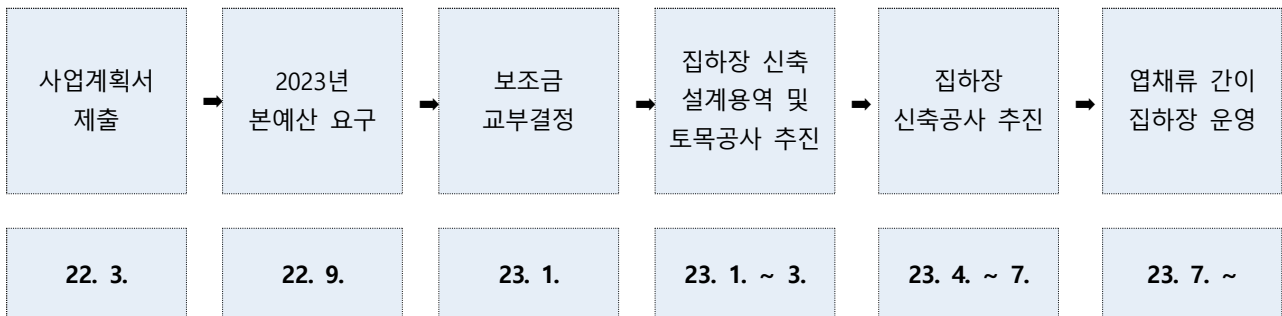 사업계획서
제출
➡
2023년
본예산 요구
➡
보조금
교부결정
➡
집하장 신축
설계용역 및
토목공사 추진
➡
집하장
신축공사 추진
➡
엽채류 간이
집하장 운영
22. 3.
22. 9.
23. 1.
23. 1. ~ 3.
23. 4. ~ 7.
23. 7. ~